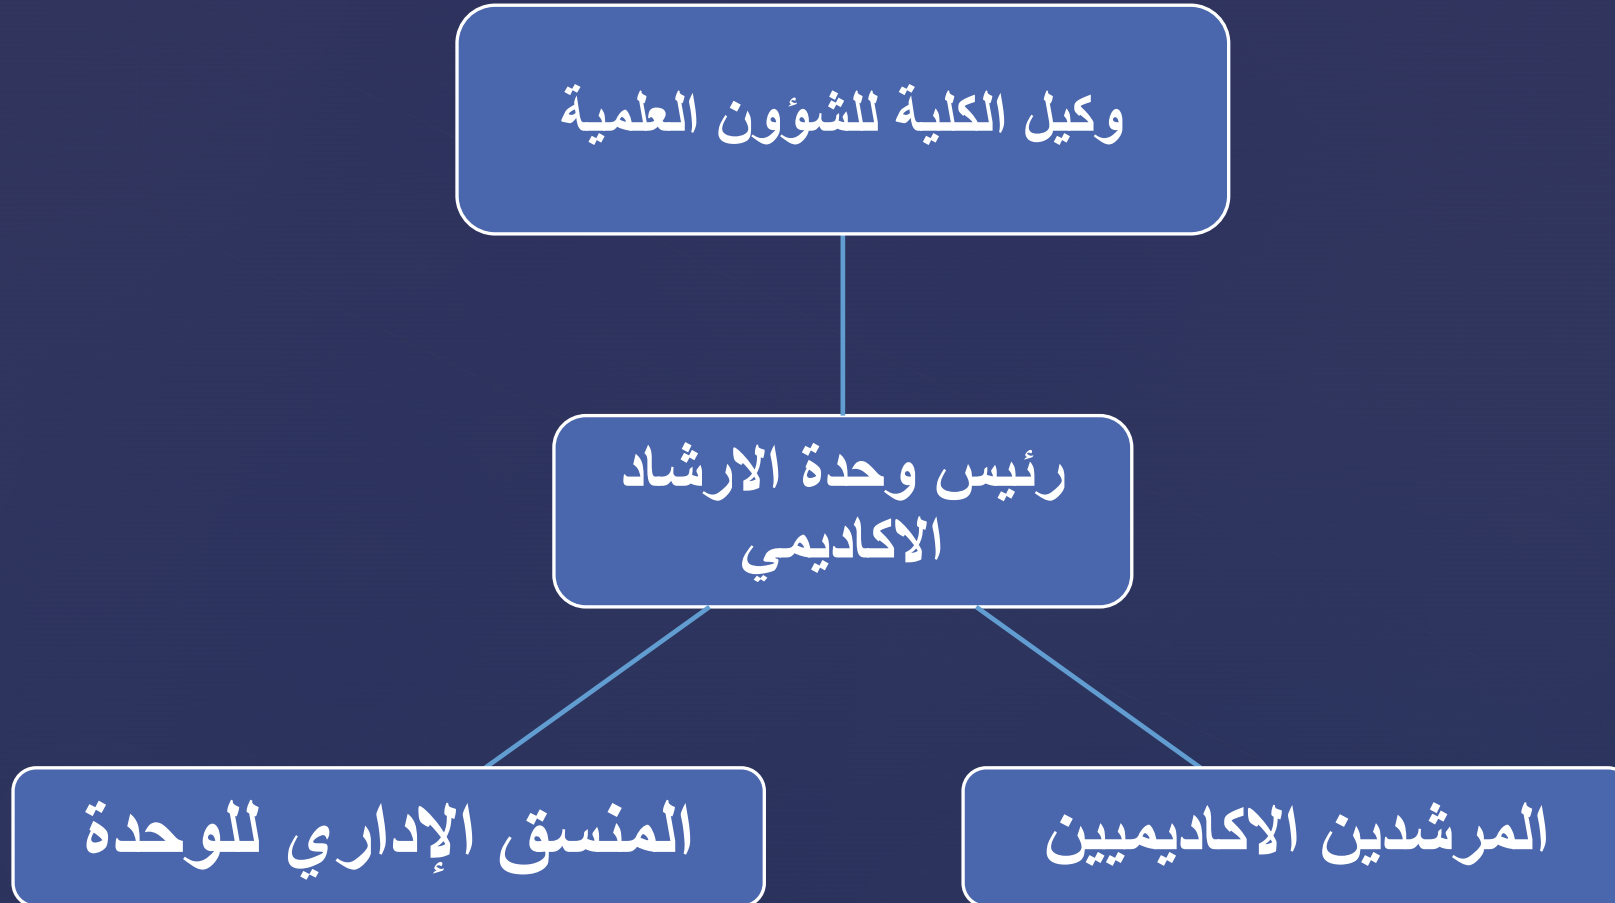 وكيل الكلية للشؤون العلمية
رئيس وحدة الارشاد
الاكاديمي
المرشدين الاكاديميين
المنسق الإداري للوحدة